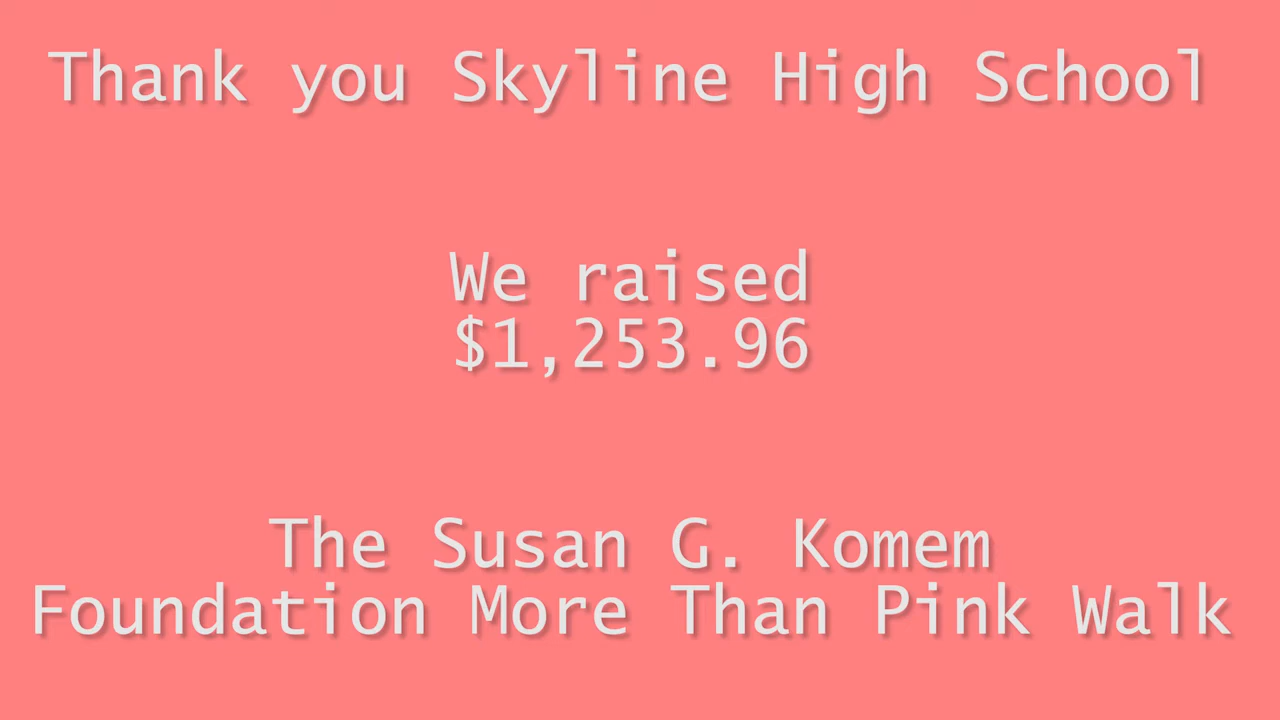 Thank you Skyline High School
We raised
$1,253.96
The Susan G. Komem
Foundation More Than Pink Walk